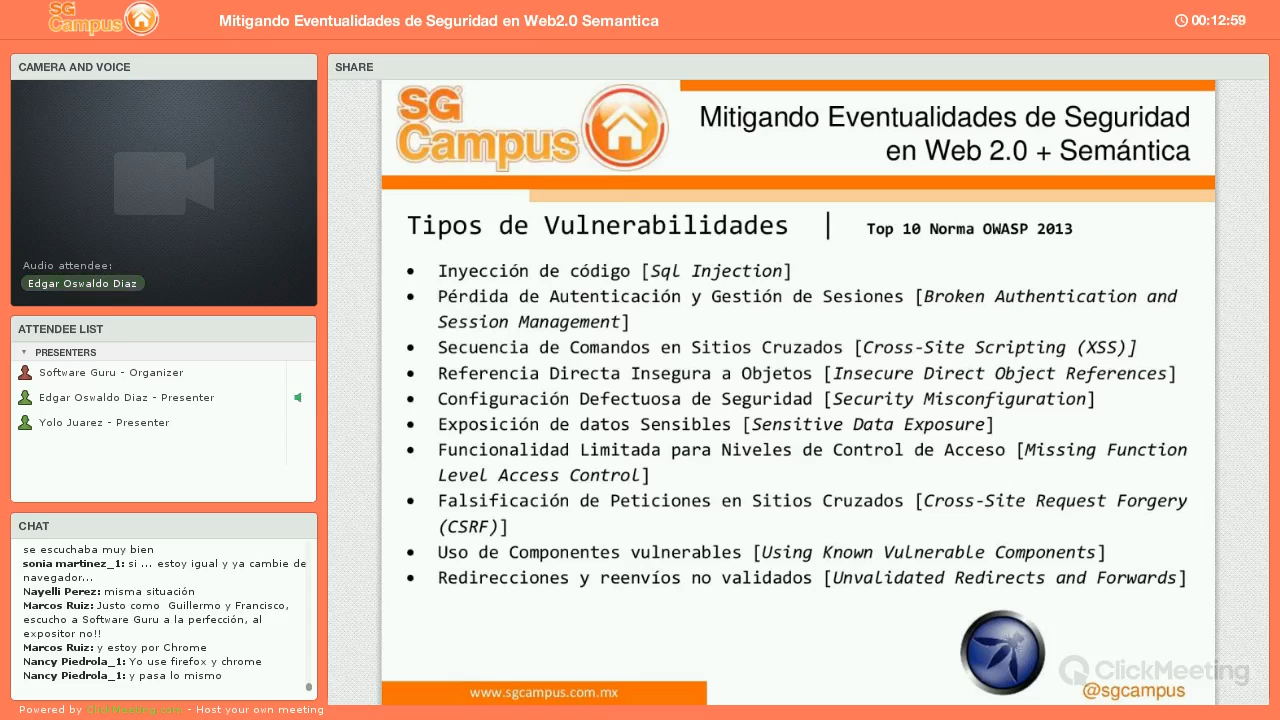 SG
Campus
Mitigando Eventualidades de Seguridad en Web2.0 Semantica
00:12:59
CAMERA AND VOICE
Audio attendee:
Edgar Oswaldo Diaz
ATTENDEE LIST
PRESENTERS
Software Guru - Organizer
Edgar Oswaldo Diaz - Presenter
Yolo Juarez - Presenter
CHAT
se escuchaba muy bien
sonia martinez_1: si ... estoy igual y ya cambie de
navegador...
Nayelli Perez: misma situación
Marcos Ruiz: Justo como Guillermo y Francisco,
escucho a Software Guru a la perfección, al
expositor no!!
Marcos Ruiz: y estoy por Chrome
Nancy Piedrola_1: Yo use firefox y chrome
Nancy Piedrola_1: y pasa lo mismo
Powered by ClickMeeting.com - Host your own meeting
SHARE
SG
Campus
Mitigando Eventualidades de Seguridad
en Web 2.0 + Semántica
Tipos de Vulnerabilidades | Top 10 Norma OWASP 2013
• Inyección de código [Sql Injection]
• Pérdida de Autenticación y Gestión de Sesiones [Broken Authentication and
Session Management]
• Secuencia de Comandos en Sitios Cruzados [Cross-Site Scripting (XSS)]
• Referencia Directa Insegura a Objetos [Insecure Direct Object References]
• Configuración Defectuosa de Seguridad [Security Misconfiguration]
• Exposición de datos Sensibles [Sensitive Data Exposure]
• Funcionalidad Limitada para Niveles de Control de Acceso [Missing Function
Level Access Control]
• Falsificación de Peticiones en Sitios Cruzados [Cross-Site Request Forgery
(CSRF)]
• Uso de Componentes vulnerables [Using Known Vulnerable Components]
• Redirecciones y reenvíos no validados [Unvalidated Redirects and Forwards]
ClickMeeting
www.sgcampus.com.mx
@sgcampus